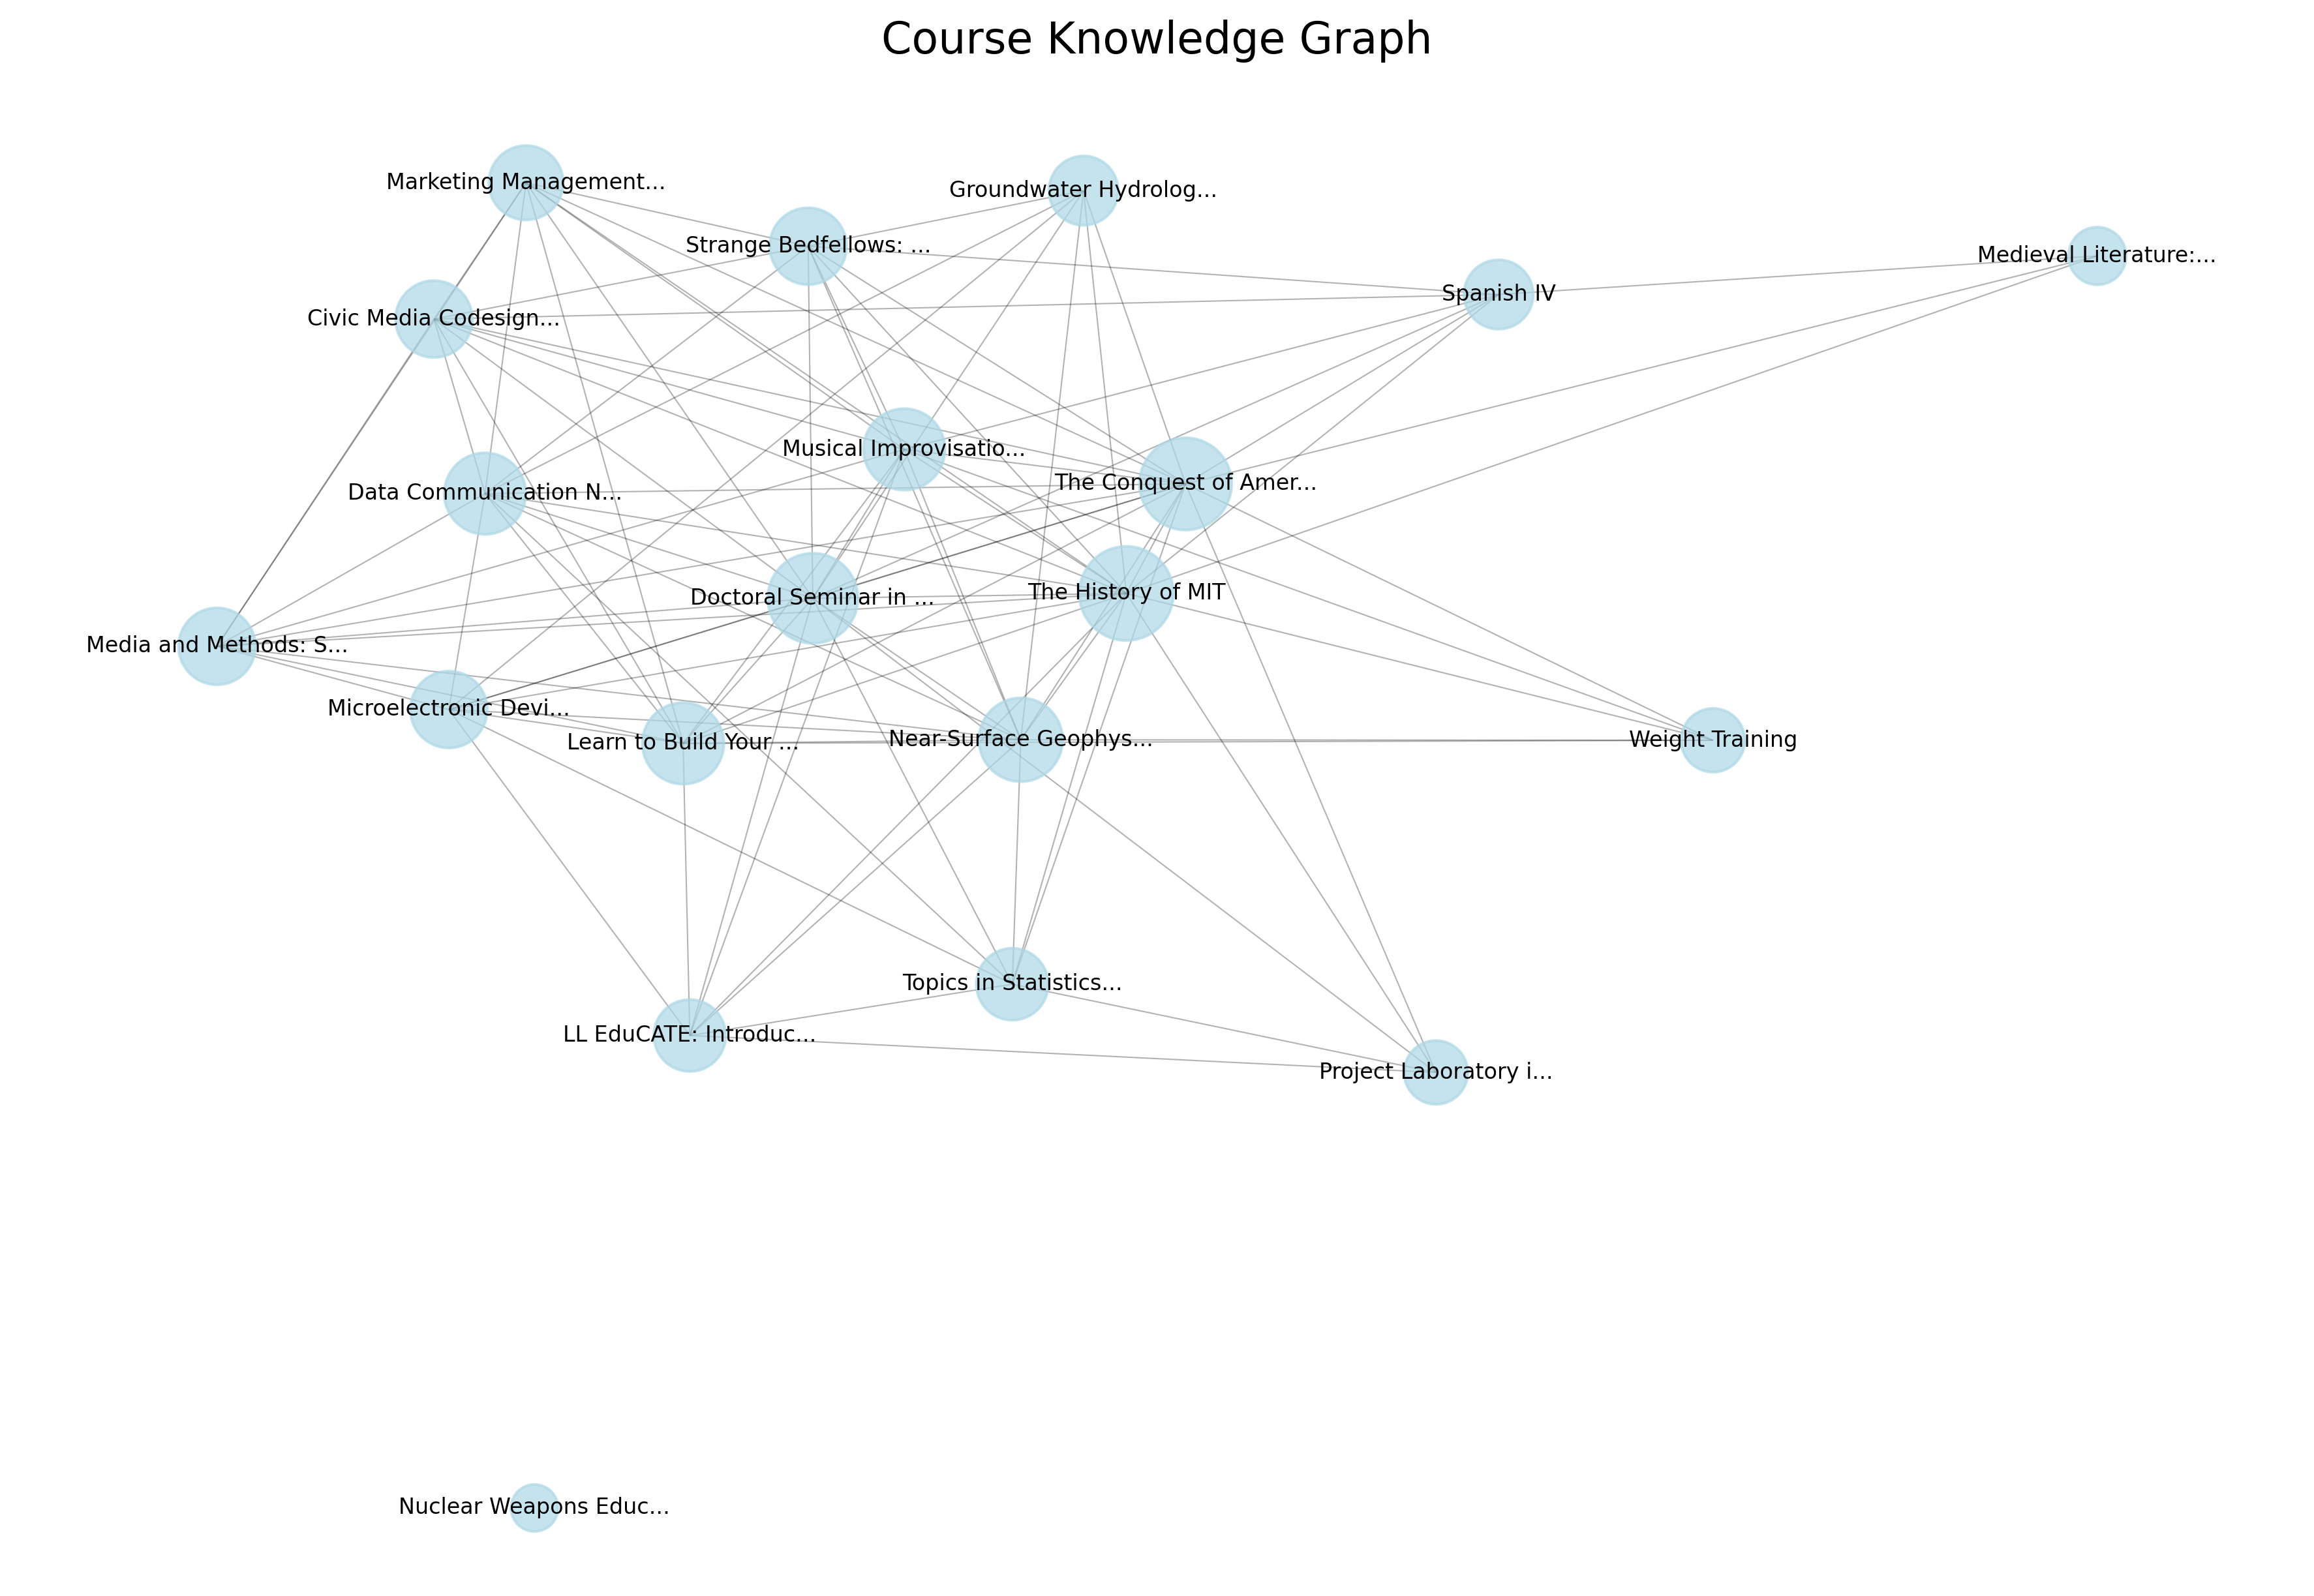 Course Knowledge Graph
Marketing Management...
Groundwater Hydrolog...
Strange Bedfellows: ...
Medieval Literature:...
Spanish IV
Civic Media Codesign...
Musical Improvisatio...
The Conquest of Amer...
Data Communication N...
The History of MIT
Doctoral Seminar in ...
Media and Methods: S...
Microelectronic Devi...
Learn to Build Your ...
Near-Surface Geophys...
Weight Training
Topics in Statistics...
LL EduCATE: Introduc...
Project Laboratory i...
Nuclear Weapons Educ...